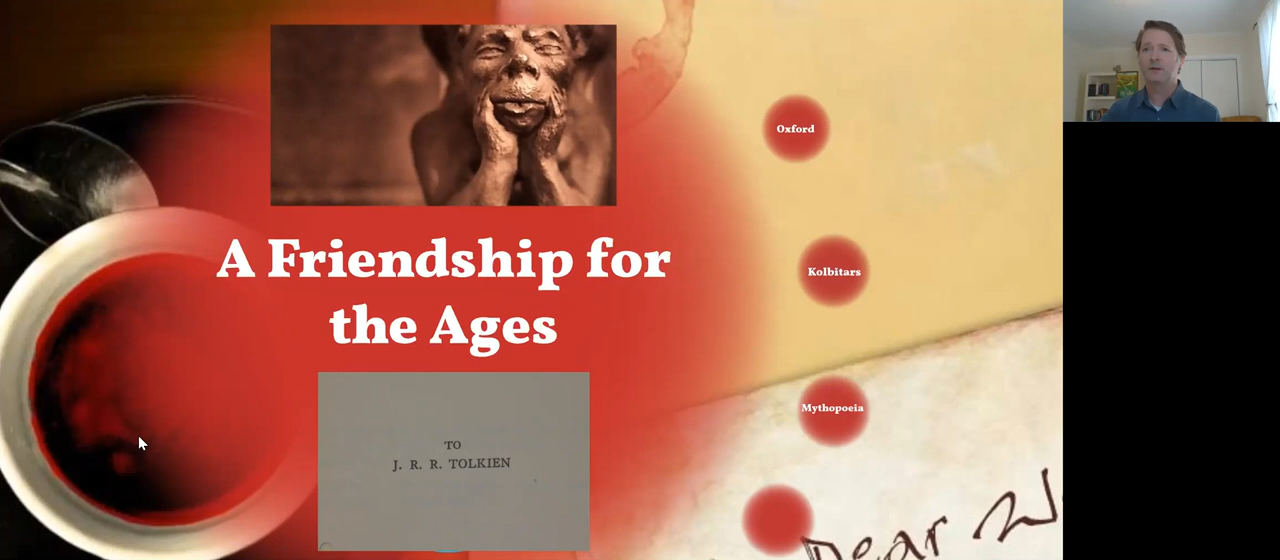 A Friendship for
the Ages
TO
J. R. R. TOLKIEN
Oxford
Kolbitars
Mythopoeia
Dear W